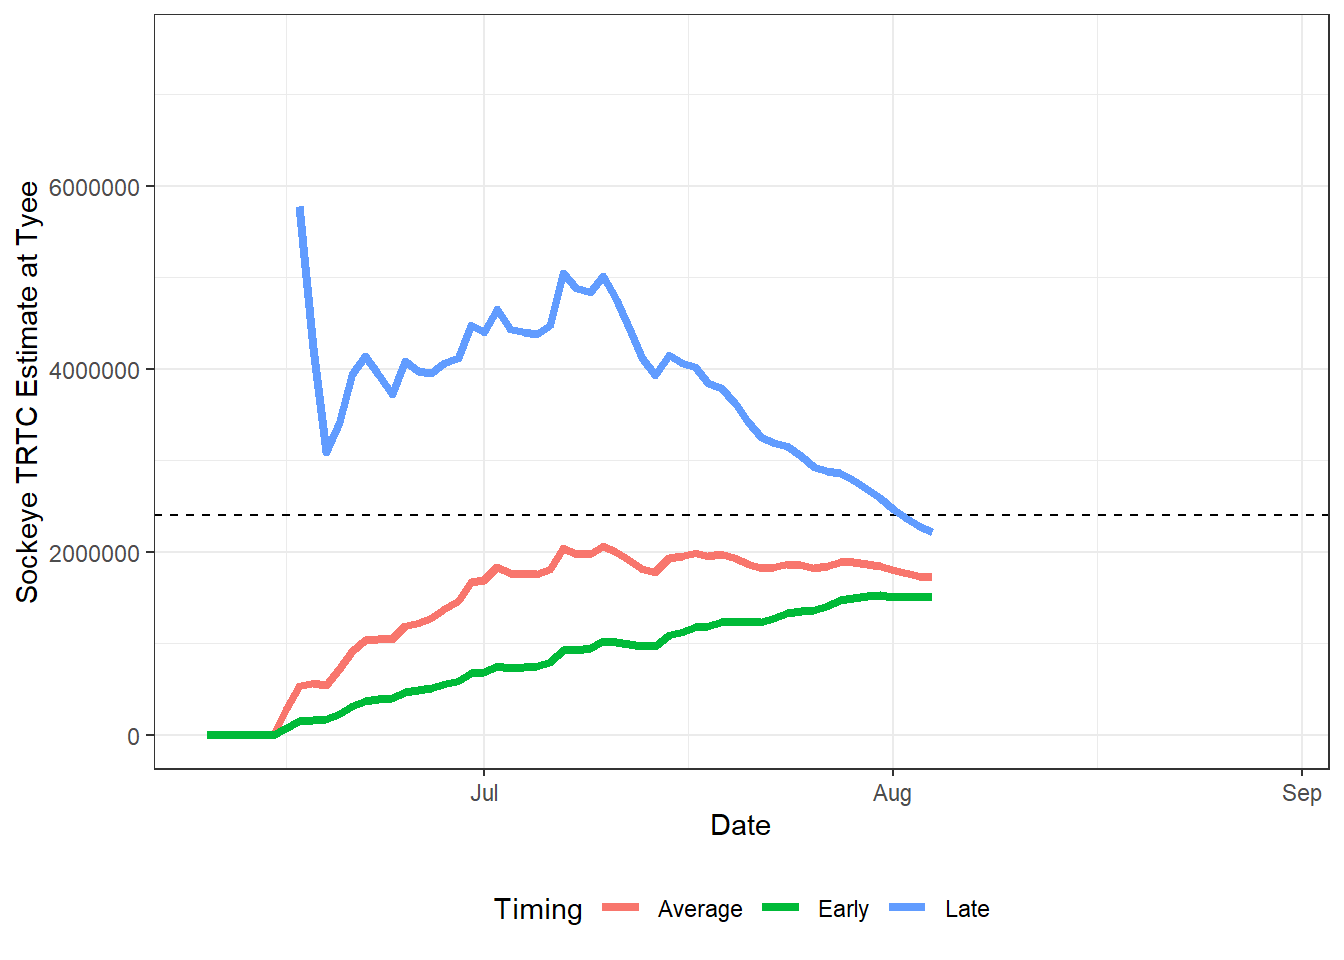 Sockeye TRTC Estimate at Tyee
6000000
4000000
2000000
0
Jul Aug Sep
Date
Timing Average Early Late